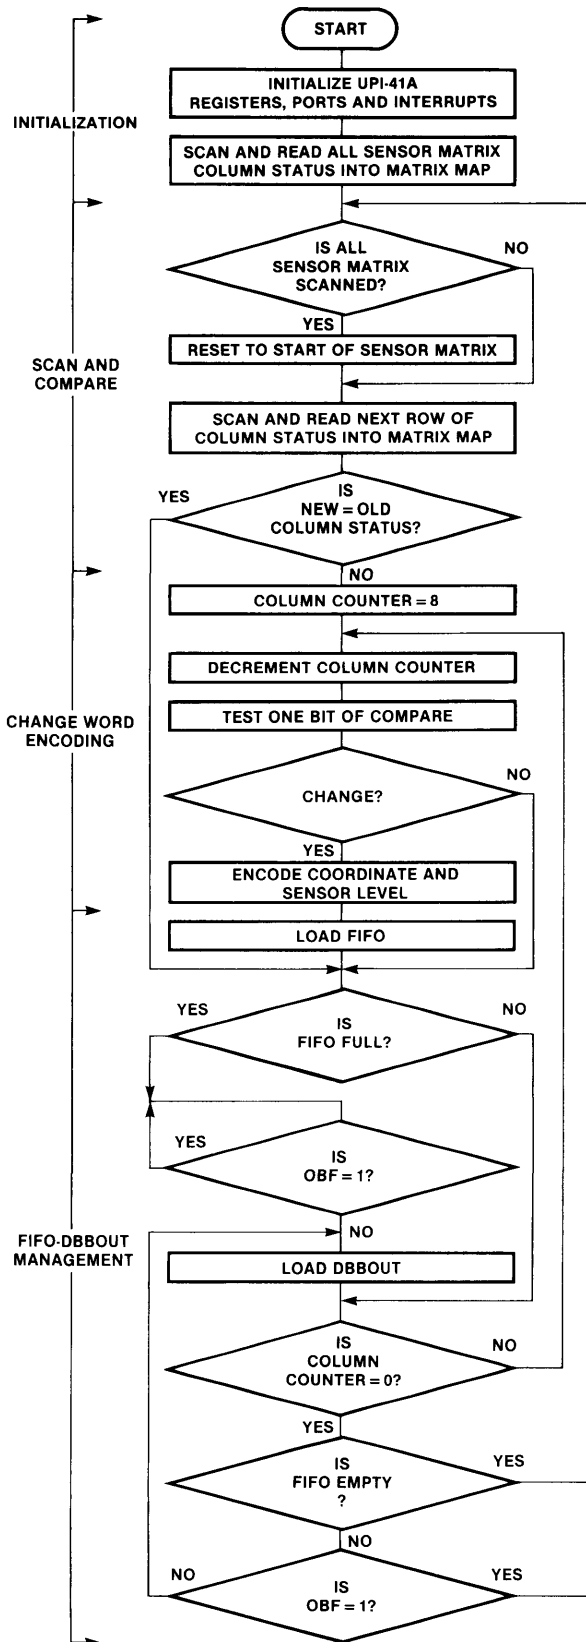 START
INITIALIZE UPI-41A
REGISTERS, PORTS AND INTERRUPTS
INITIALIZATION
SCAN AND READ ALL SENSOR MATRIX
COLUMN STATUS INTO MATRIX MAP
IS ALL
SENSOR MATRIX
SCANNED?
NO
YES
RESET TO START OF SENSOR MATRIX
SCAN AND
COMPARE
SCAN AND READ NEXT ROW OF
COLUMN STATUS INTO MATRIX MAP
YES
IS
NEW = OLD
COLUMN STATUS?
NO
COLUMN COUNTER = 8
DECREMENT COLUMN COUNTER
CHANGE WORD
ENCODING
TEST ONE BIT OF COMPARE
CHANGE?
NO
YES
ENCODE COORDINATE AND
SENSOR LEVEL
LOAD FIFO
YES
IS
FIFO FULL?
NO
YES
IS
OBF = 1?
NO
FIFO-DBBOUT
MANAGEMENT
LOAD DBBOUT
IS
COLUMN
COUNTER = 0?
NO
YES
IS
FIFO EMPTY
?
YES
NO
NO
IS
OBF = 1?
YES